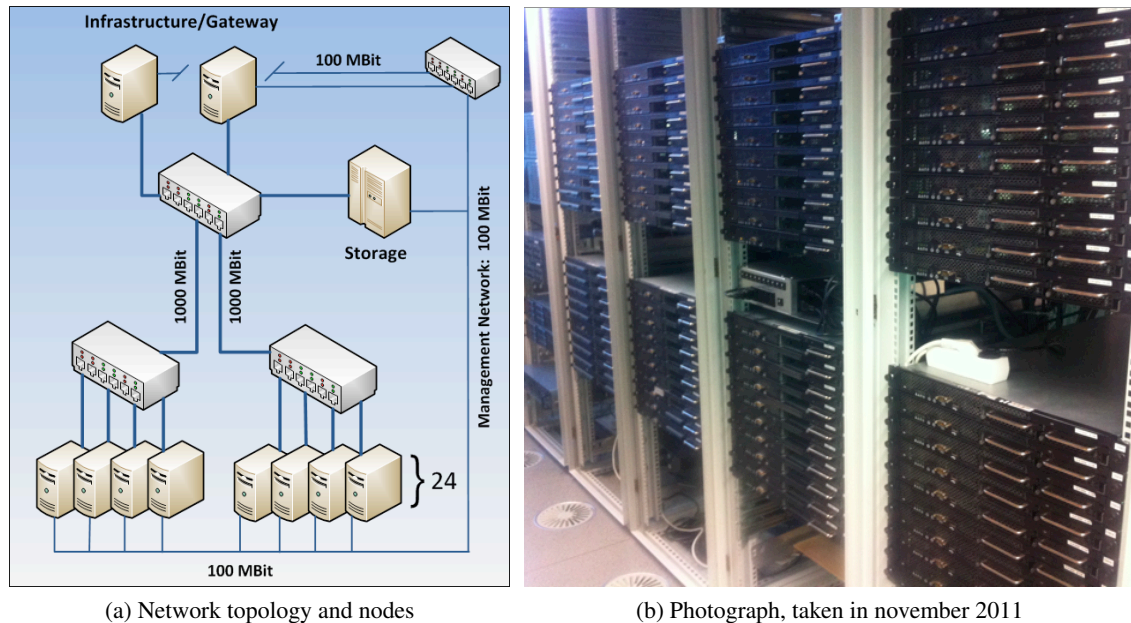 Infrastructure/Gateway
100 MBit
Storage
1000 MBit
1000 MBit
Management Network: 100 MBit
24
100 MBit
(a) Network topology and nodes
(b) Photograph, taken in november 2011